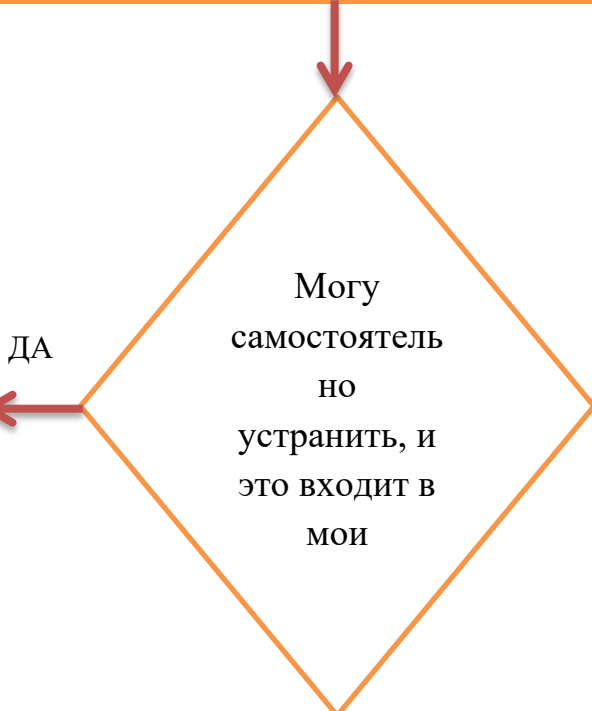 Могу
самостоятель
но
ДА
устранить, и
это входит в
мои